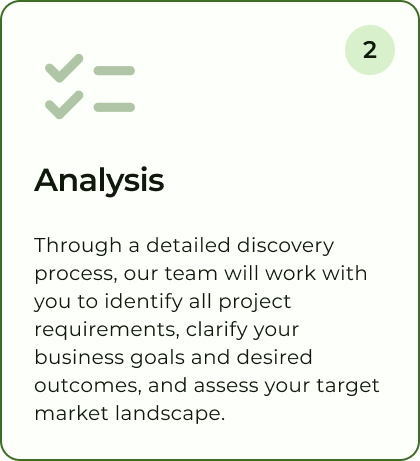 2
Analysis
Through a detailed discovery
process, our team will work with
you to identify all project
requirements, clarify your
business goals and desired
outcomes, and assess your target
market landscape.